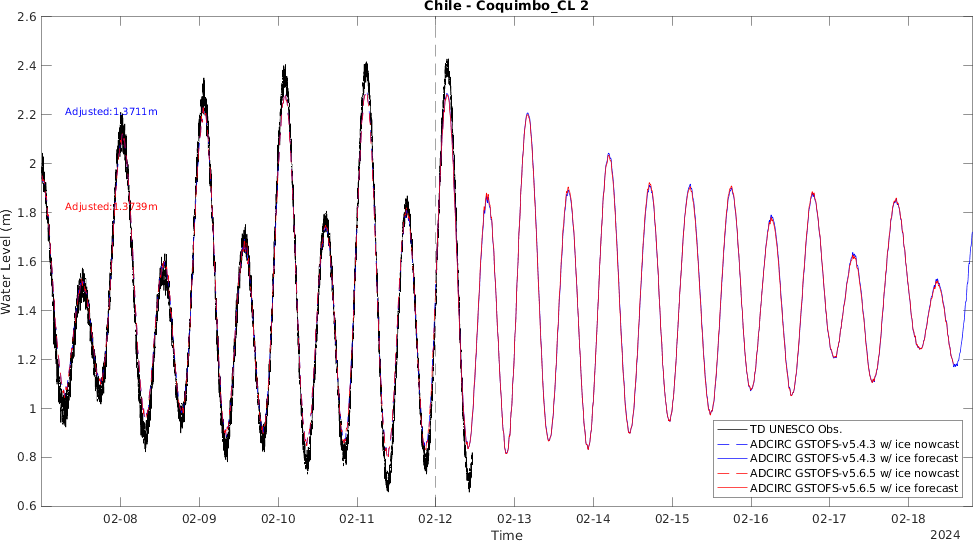 Chile - Coquimbo_CL 2
2.6
2.4
2.2
2
1.8
1.6
1.4
1.2
1
0.8
0.6
Water Level (m)
Adjusted:1.3711m
Adjusted:1.3739m
TD UNESCO Obs.
ADCIRC GSTOFS-v5.4.3 w/ ice nowcast
ADCIRC GSTOFS-v5.4.3 w/ ice forecast
ADCIRC GSTOFS-v5.6.5 w/ ice nowcast
ADCIRC GSTOFS-v5.6.5 w/ ice forecast
02-08 02-09 02-10 02-11 02-12 02-13 02-14 02-15 02-16 02-17 02-18
Time
2024